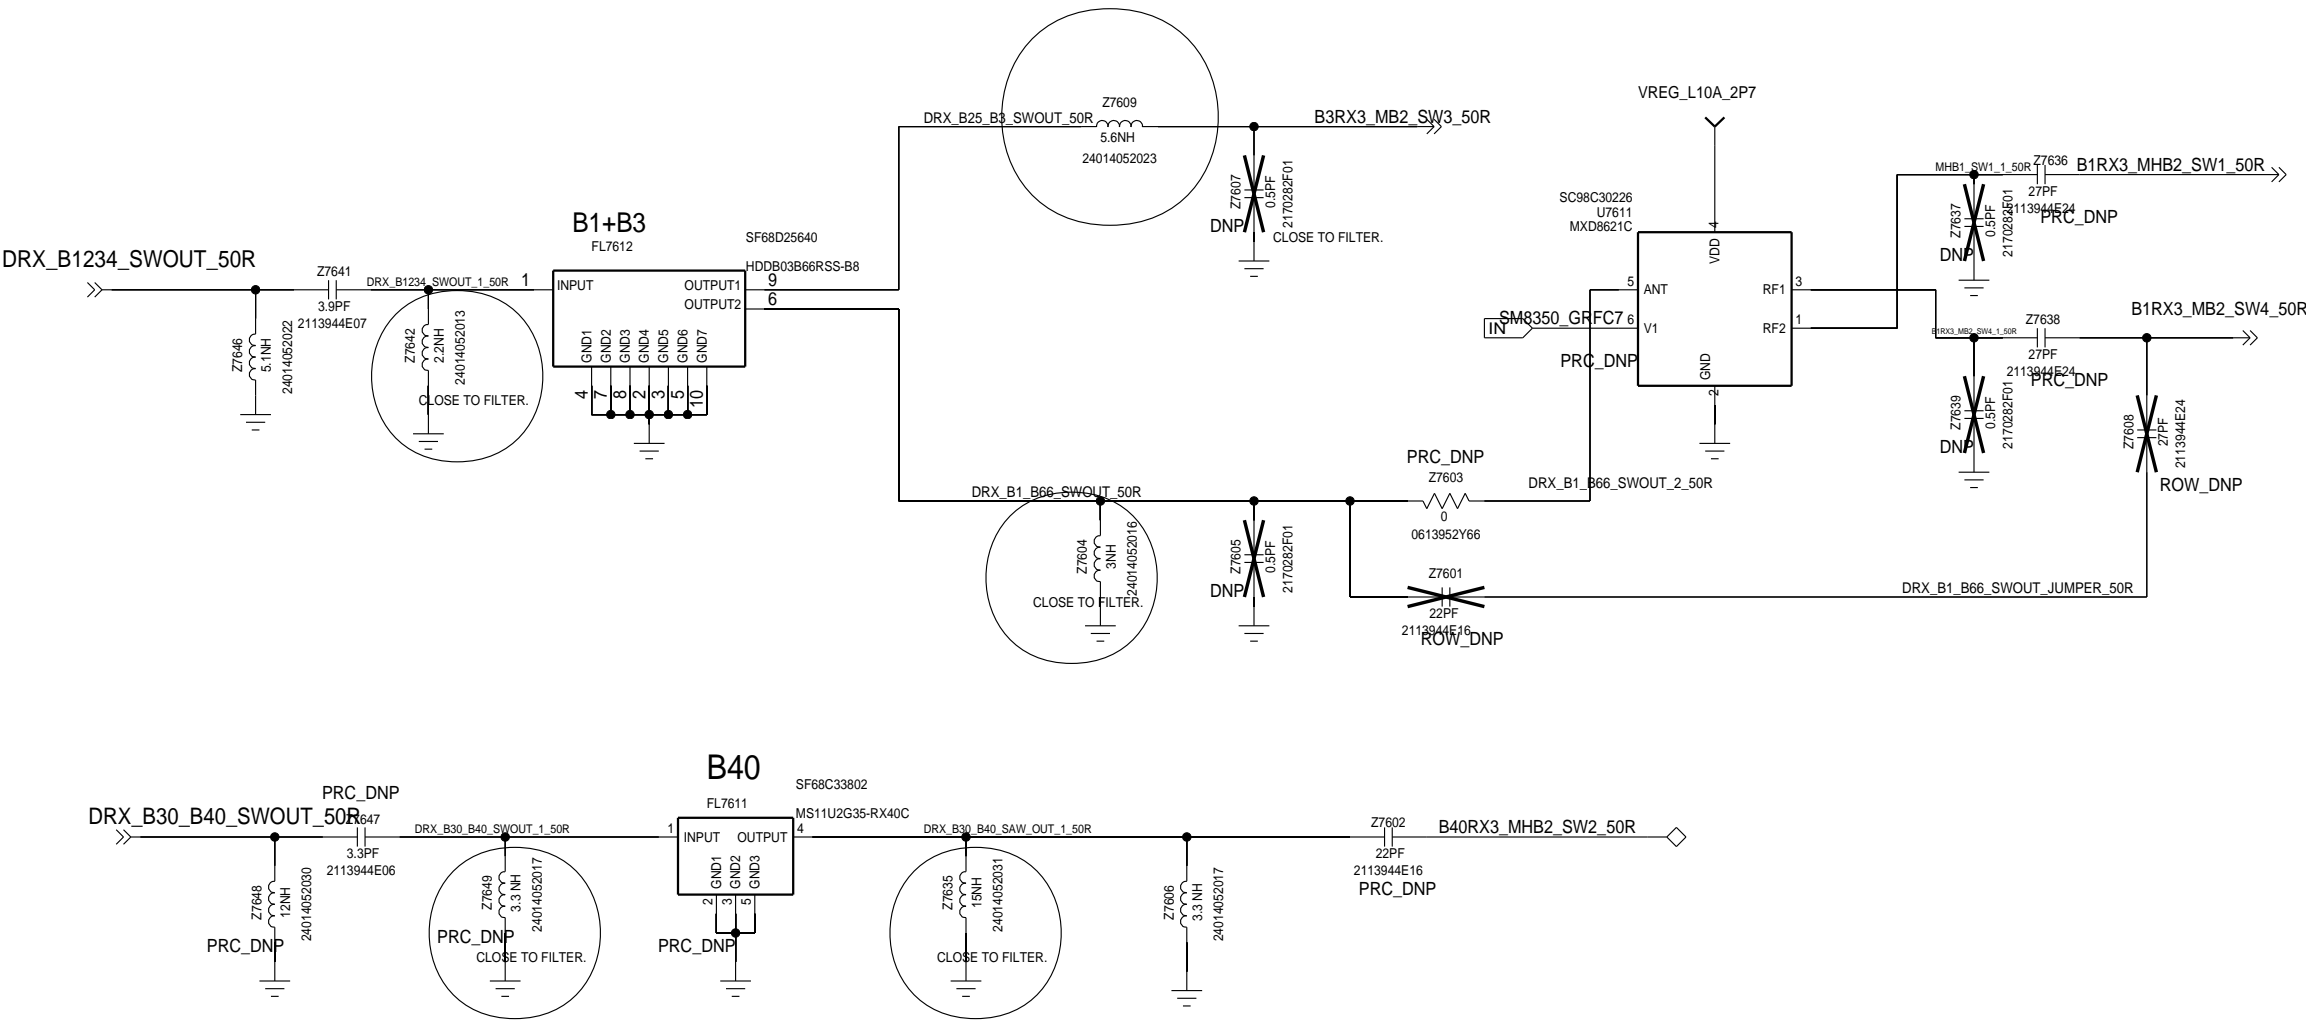 DRX_B1234_SWOUT_50R
Z7646
5.1NH
24014052022
Z7641
3.9PF
2113944E07
DRX_B1234_SWOUT_1_50R
Z7642
2.2NH
24014052013
CLOSE TO FILTER.
B1+B3
FL7612
SF68D25640
HDDB03B66RSS-B8
1
INPUT
OUTPUT1
9
OUTPUT2
6
GND1
GND2
GND3
GND4
GND5
GND6
GND7
4
7
8
2
3
5
10
DRX_B25_B3_SWOUT_50R
Z7609
5.6NH
24014052023
B3RX3_MB2_SW3_50R
Z7607
0.5PF
2170282F01
DNP
CLOSE TO FILTER.
DRX_B1_B66_SWOUT_50R
Z7604
3NH
24014052016
CLOSE TO FILTER.
Z7605
0.5PF
2170282F01
DNP
PRC_DNP
Z7603
0
0613952Y66
DRX_B1_B66_SWOUT_2_50R
Z7601
22PF
2113944E16
ROW_DNP
DRX_B1_B66_SWOUT_JUMPER_50R
VREG_L10A_2P7
SC98C30226
U7611
MXD8621C
4
VDD
5
ANT
IN
SM8350_GRFC7
6
V1
PRC_DNP
RF1
3
RF2
1
GND
2
MHB1_SW1_1_50R
Z7636
27PF
2113944E24
PRC_DNP
B1RX3_MHB2_SW1_50R
Z7637
0.5PF
2170282F01
DNP
B1RX3_MB2_SW4_1_50R
Z7638
27PF
2113944E24
PRC_DNP
B1RX3_MB2_SW4_50R
Z7639
0.5PF
2170282F01
DNP
Z7608
27PF
2113944E24
ROW_DNP
DRX_B30_B40_SWOUT_50R
PRC_DNP
Z7647
3.3PF
2113944E06
Z7648
12NH
24014052030
PRC_DNP
DRX_B30_B40_SWOUT_1_50R
Z7649
3.3 NH
24014052017
PRC_DNP
CLOSE TO FILTER.
B40
FL7611
SF68C33802
MS11U2G35-RX40C
1
INPUT
OUTPUT
4
GND1
GND2
GND3
2
3
5
PRC_DNP
DRX_B30_B40_SAW_OUT_1_50R
Z7635
15NH
24014052031
CLOSE TO FILTER.
Z7606
3.3 NH
24014052017
Z7602
22PF
2113944E16
PRC_DNP
B40RX3_MHB2_SW2_50R